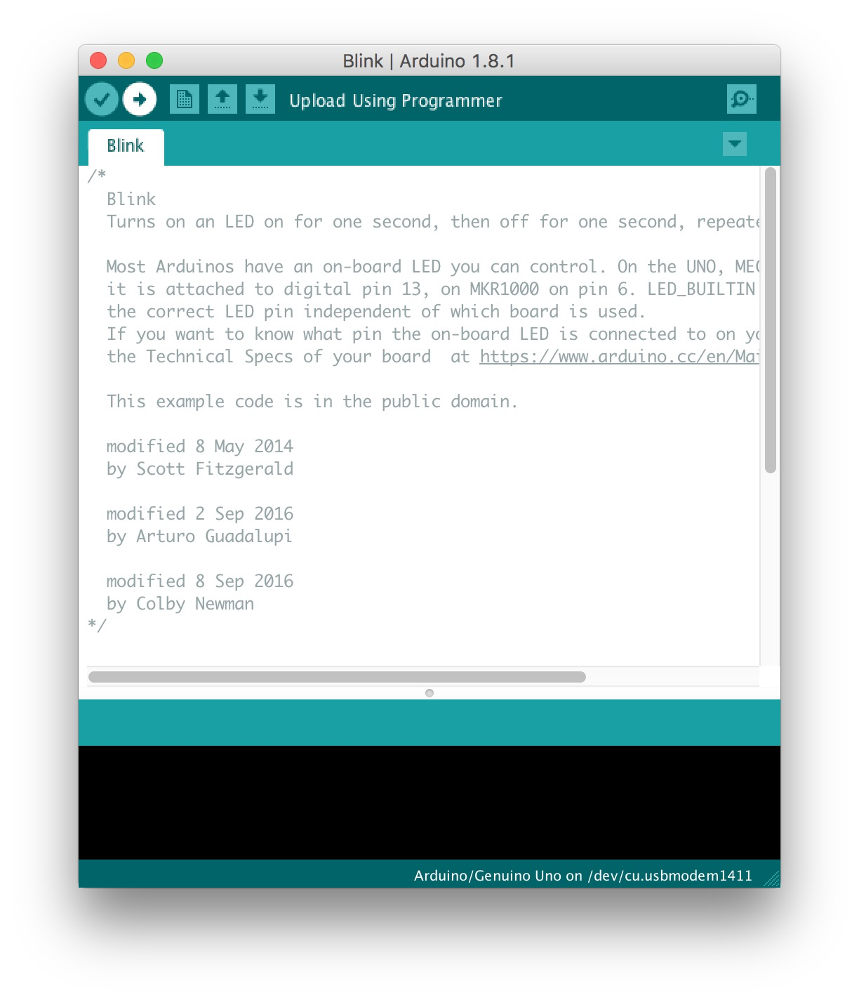 Blink | Arduino 1.8.1
Upload Using Programmer
Blink
/*
Blink
Turns on an LED on for one second, then off for one second, repeate
Most Arduinos have an on-board LED you can control. On the UNO, MEG
it is attached to digital pin 13, on MKR1000 on pin 6. LED_BUILTIN
the correct LED pin independent of which board is used.
If you want to know what pin the on-board LED is connected to on yo
the Technical Specs of your board  at https://www.arduino.cc/en/Mai
This example code is in the public domain.
modified 8 May 2014
by Scott Fitzgerald
modified 2 Sep 2016
by Arturo Guadalupi
modified 8 Sep 2016
by Colby Newman
*/
Arduino/Genuino Uno on /dev/cu.usbmodem1411